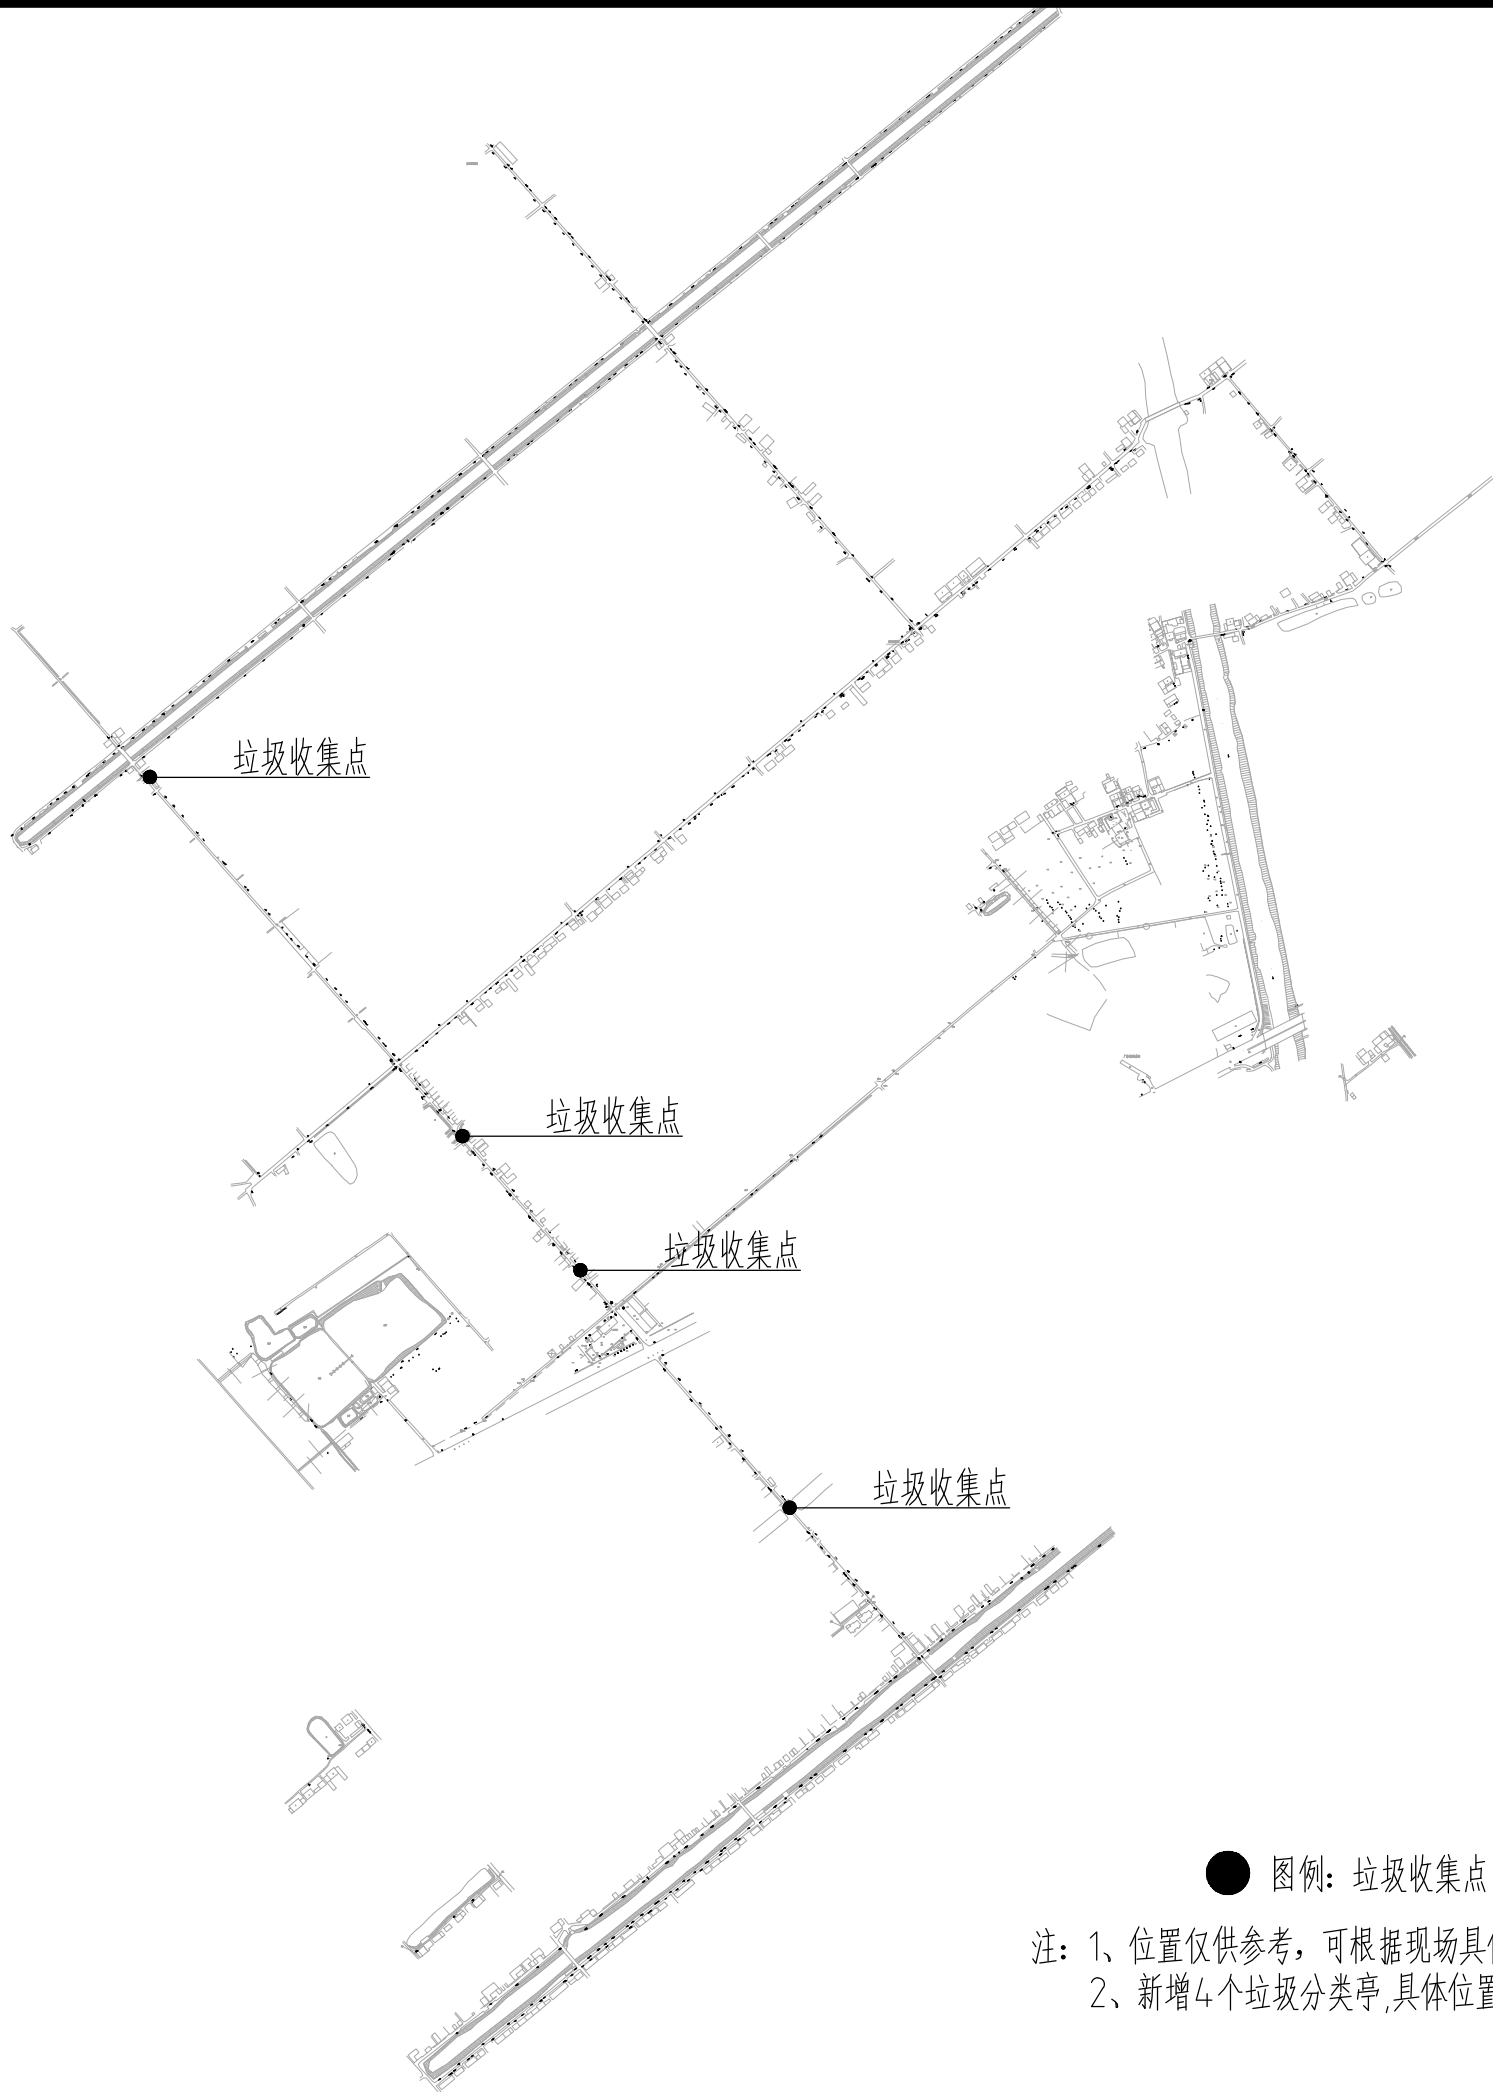 垃圾收集点
垃圾收集点
垃圾收集点
垃圾收集点
图例：垃圾收集点
注：1、位置仅供参考，可根据现场具
2、新增4个垃圾分类亭,具体位置